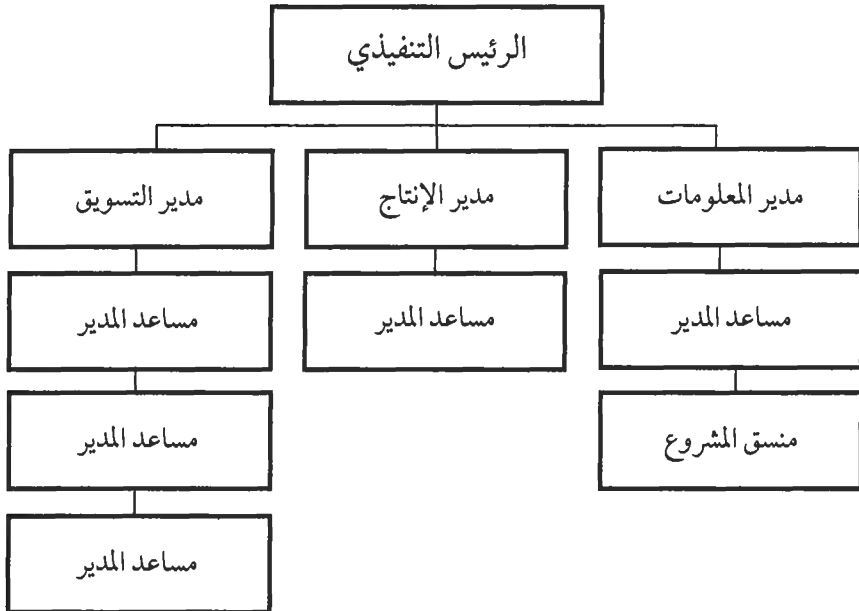 الرئيس التنفيذي
مدير المعلومات
مدير الإنتاج
مدير التسويق
مساعد المدير
مساعد المدير
مساعد المدير
منسق المشروع
مساعد المدير
مساعد المدير